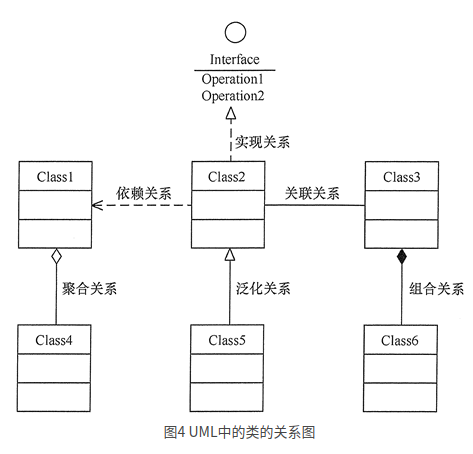 Interface
Operation1
Operation2
实现关系
Class1
依赖关系
Class2
关联关系
Class3
聚合关系
泛化关系
组合关系
Class4
Class5
Class6
图4 UML中的类的关系图